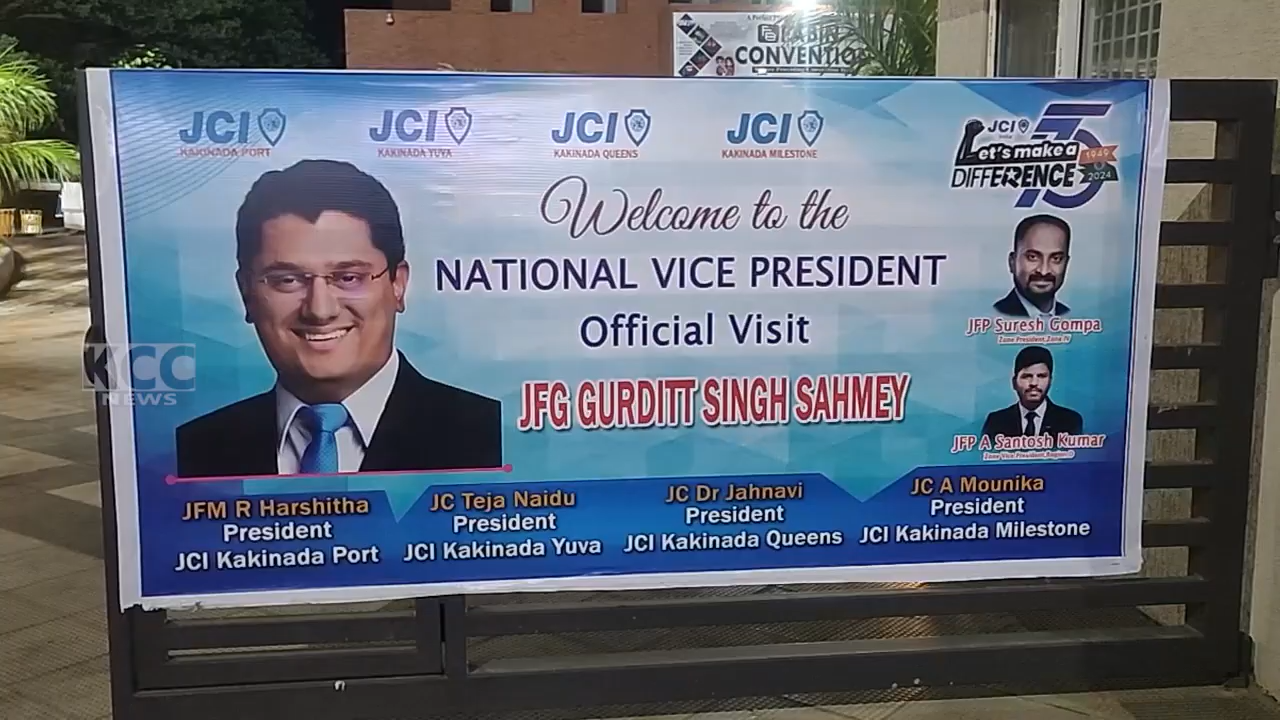 CABIN
CONVENTIO
JCI
KAKINADA PORT
JCI
KAKINADA YUVA
JCI
KAKINADA QUEENS
JCI
KAKINADA MILESTONE
JCI
75
Let's make a
DIFFERENCE
1949
2024
Welcome to the
NATIONAL VICE PRESIDENT
Official Visit
JFG GURDITT SINGH SAHMEY
JFP Suresh Gompa
Zone President, Zone IV
JFP A Santosh Kumar
Zone Vice President, Region D
KCC
NEWS
JFM R Harshitha
President
JCI Kakinada Port
JC Teja Naidu
President
JCI Kakinada Yuva
JC Dr Jahnavi
President
JCI Kakinada Queens
JC A Mounika
President
JCI Kakinada Milestone